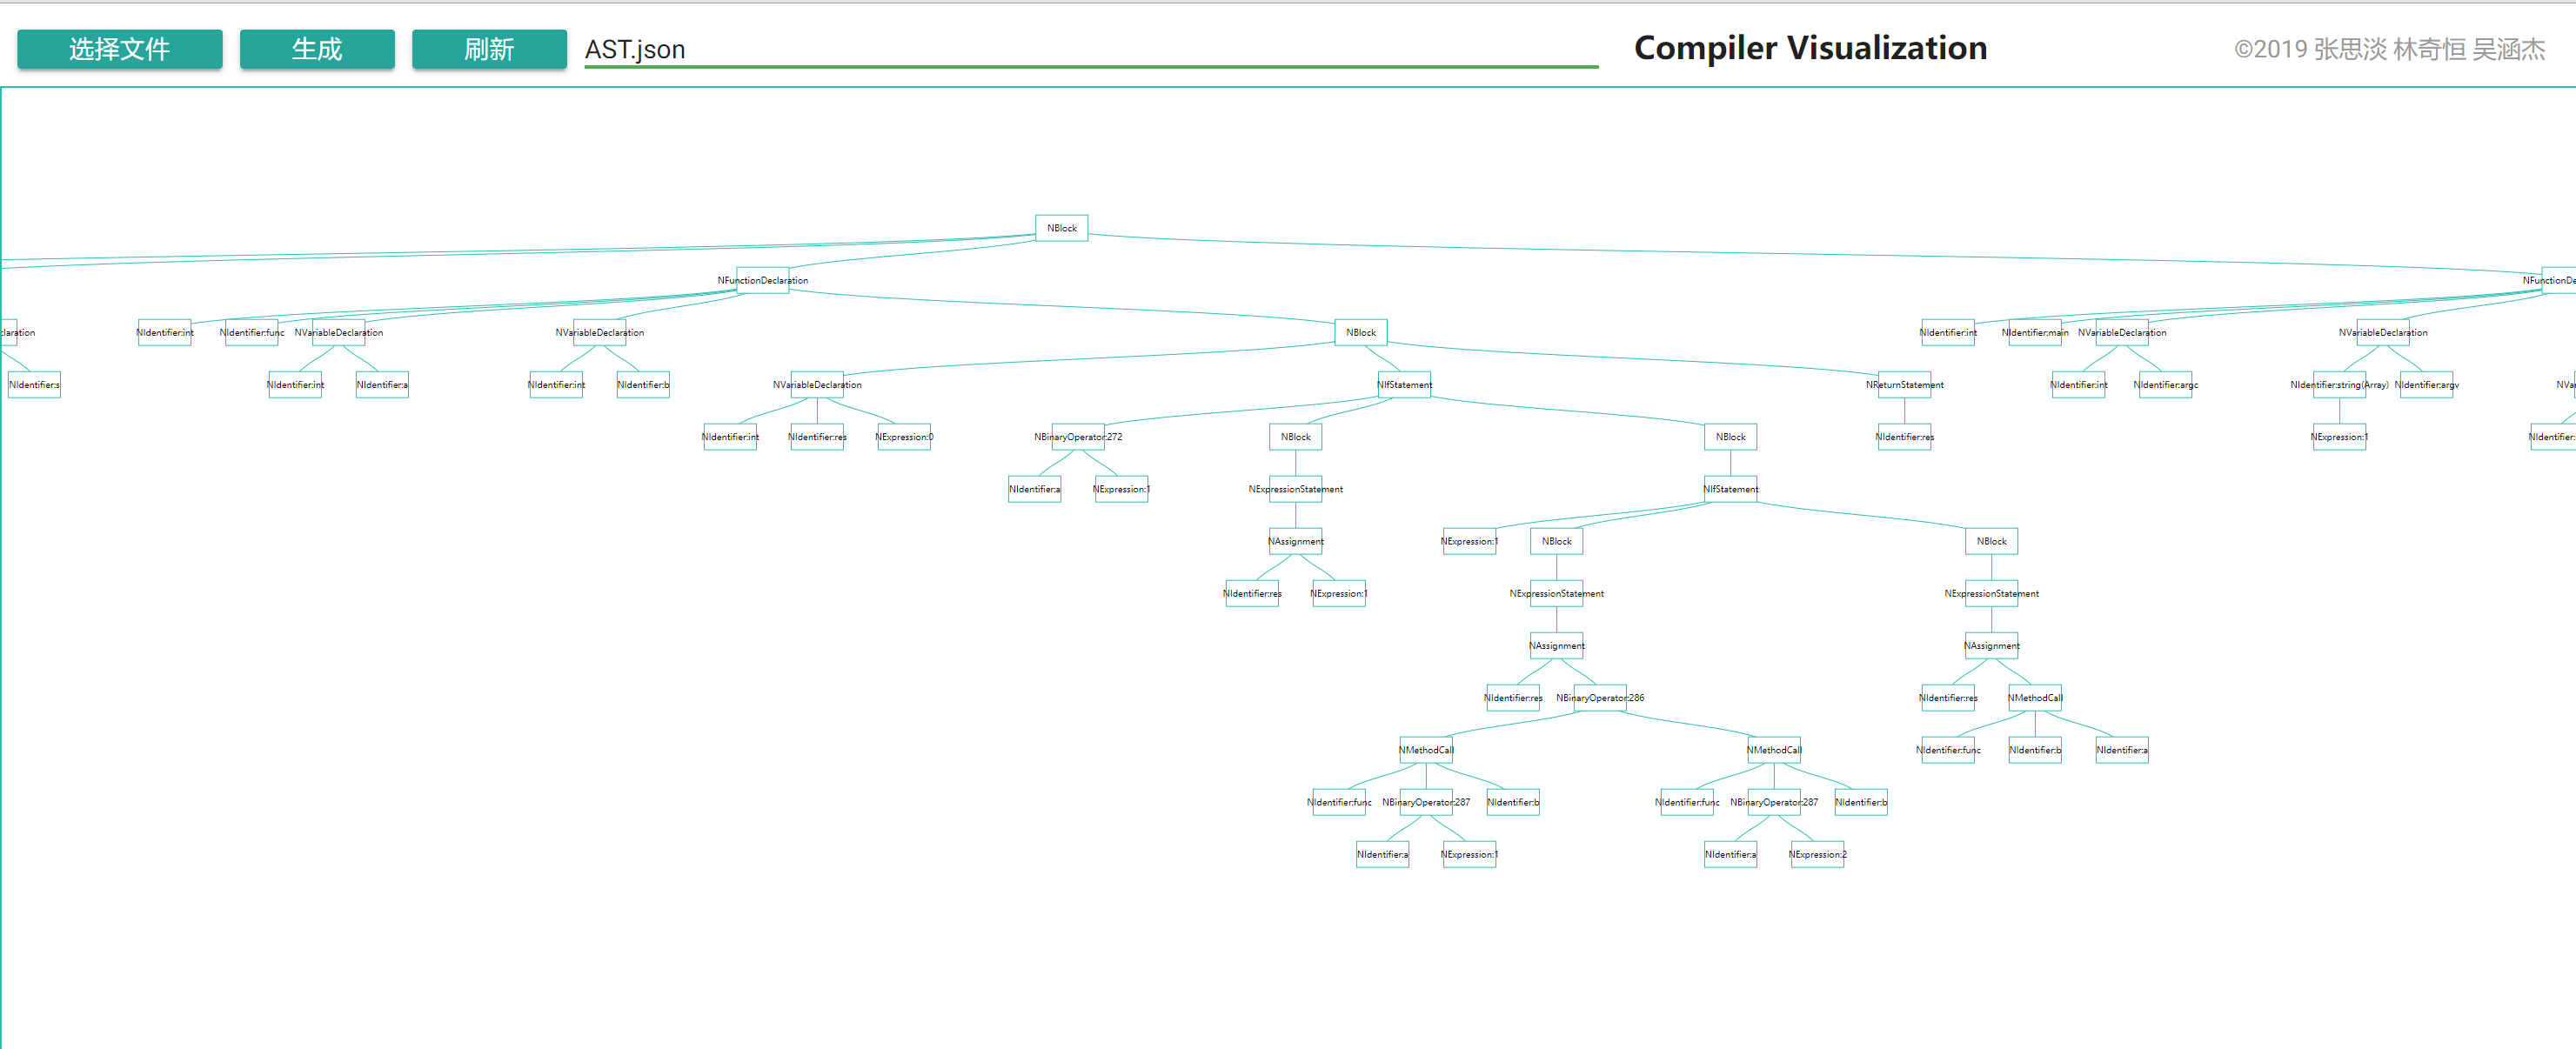 选择文件 生成 刷新 AST.json Compiler Visualization ©2019 张思淡 林奇恒 吴涵杰
NBlock
NFunctionDeclaration NFunctionDe
claration NIdentifier:int NIdentifier:func NVariableDeclaration NVariableDeclaration NBlock NIdentifier:int NIdentifier:main NVariableDeclaration NVariableDeclaration
NIdentifier:s NIdentifier:int NIdentifier:a NIdentifier:int NIdentifier:b NVariableDeclaration NIfStatement NReturnStatement NIdentifier:int NIdentifier:argc NIdentifier:string(Array) NIdentifier:argv NVar
NIdentifier:int NIdentifier:res NExpression:0 NBinaryOperator:272 NBlock NBlock NIdentifier:res NExpression:1 NIdentifier:
NIdentifier:a NExpression:1 NExpressionStatement NIfStatement
NAssignment NExpression:1 NBlock NBlock
NIdentifier:res NExpression:1 NExpressionStatement NExpressionStatement
NAssignment NAssignment
NIdentifier:res NBinaryOperator:286 NIdentifier:res NMethodCall
NMethodCall NMethodCall NIdentifier:func NIdentifier:b NIdentifier:a
NIdentifier:func NBinaryOperator:287 NIdentifier:b NIdentifier:func NBinaryOperator:287 NIdentifier:b
NIdentifier:a NExpression:1 NIdentifier:a NExpression:2